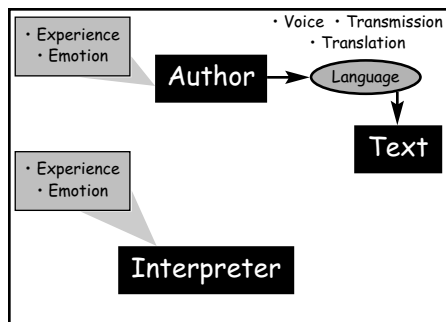 · Experience
· Emotion
· Voice · Transmission
· Translation
Author
Language
Text
· Experience
· Emotion
Interpreter